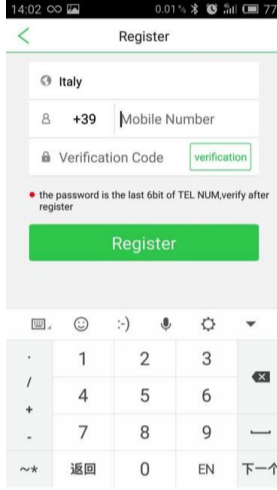 14:02 0.01% 77
Register
Italy
+39 Mobile Number
Verification Code verification
the password is the last 6bit of TEL NUM,verify after
register
Register
:-)
. 1 2 3
/ 4 5 6
+
- 7 8 9
~* 返回 0 EN 下一个